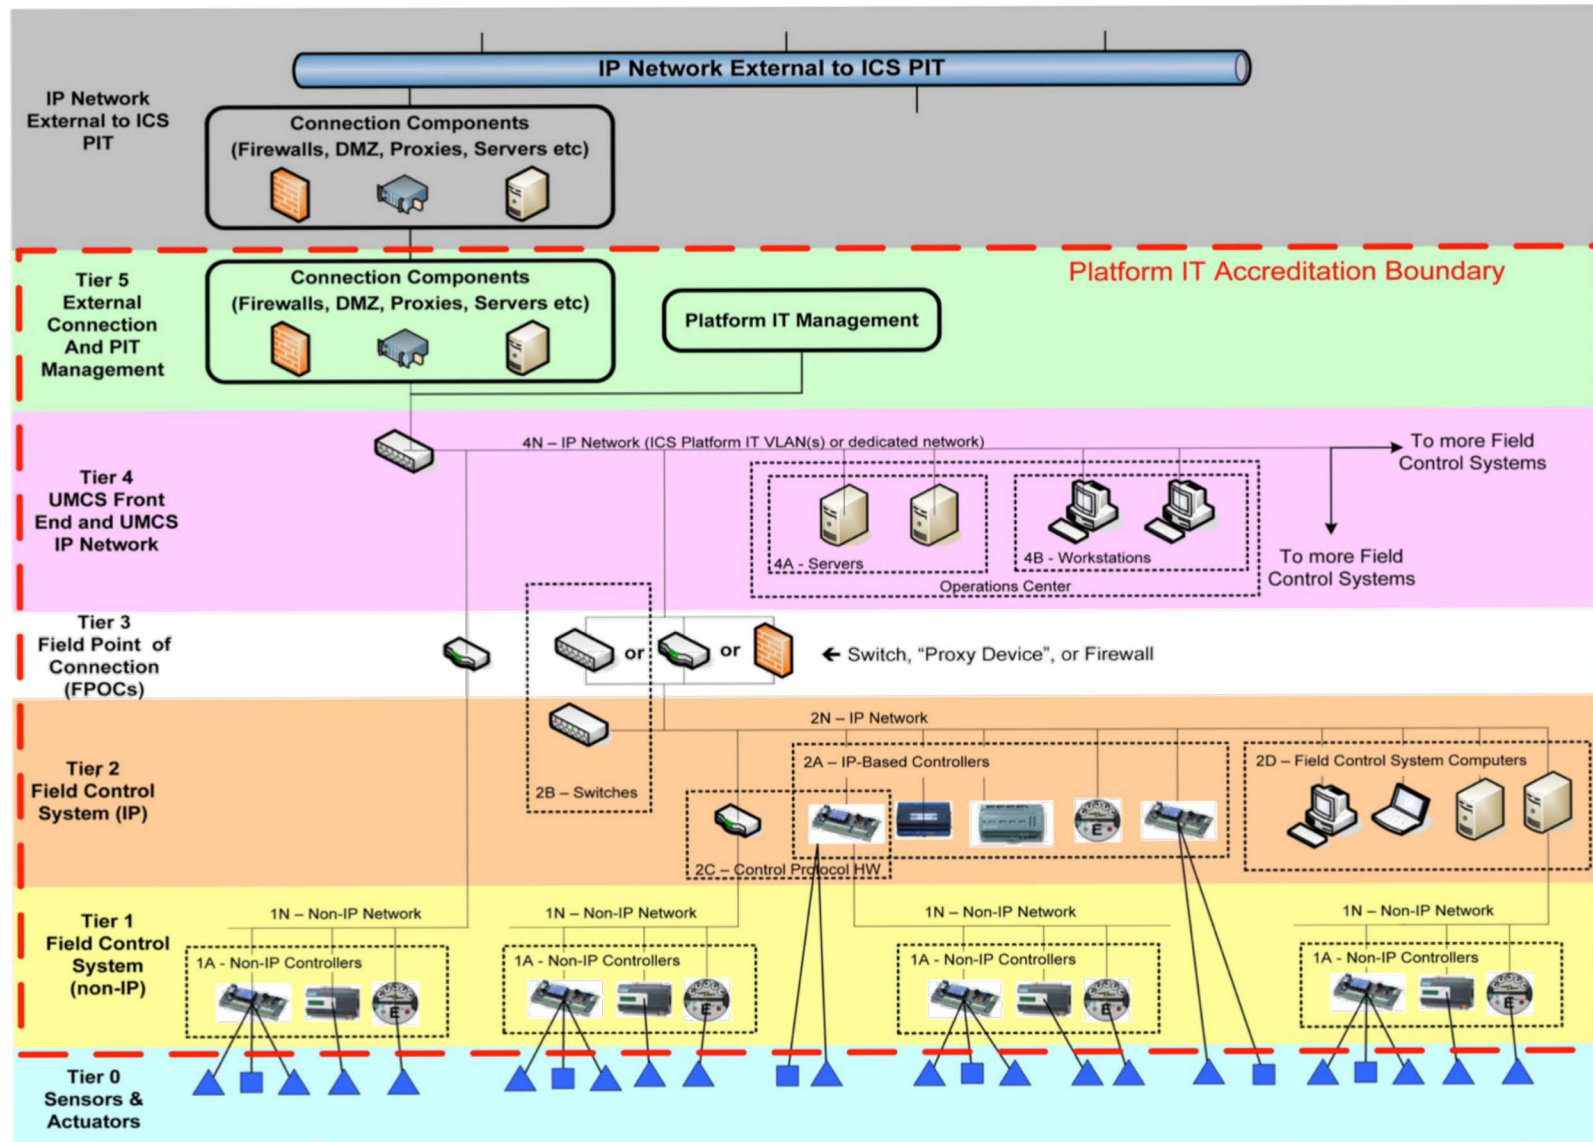 IP Network External to ICS PIT
IP Network
External to ICS
PIT
Connection Components
(Firewalls, DMZ, Proxies, Servers etc)
Platform IT Accreditation Boundary
Tier 5
External
Connection
And PIT
Management
Connection Components
(Firewalls, DMZ, Proxies, Servers etc)
Platform IT Management
Tier 4
UMCS Front
End and UMCS
IP Network
4N – IP Network (ICS Platform IT VLAN(s) or dedicated network)
To more Field
Control Systems
4A - Servers
4B - Workstations
Operations Center
To more Field
Control Systems
Tier 3
Field Point of
Connection
(FPOCs)
or
or
← Switch, “Proxy Device”, or Firewall
Tier 2
Field Control
System (IP)
2N – IP Network
2B – Switches
2A – IP-Based Controllers
2D – Field Control System Computers
E
2C – Control Protocol HW
Tier 1
Field Control
System
(non-IP)
1N – Non-IP Network
1N – Non-IP Network
1N – Non-IP Network
1N – Non-IP Network
1A - Non-IP Controllers
1A - Non-IP Controllers
1A - Non-IP Controllers
1A - Non-IP Controllers
E
E
E
E
Tier 0
Sensors &
Actuators